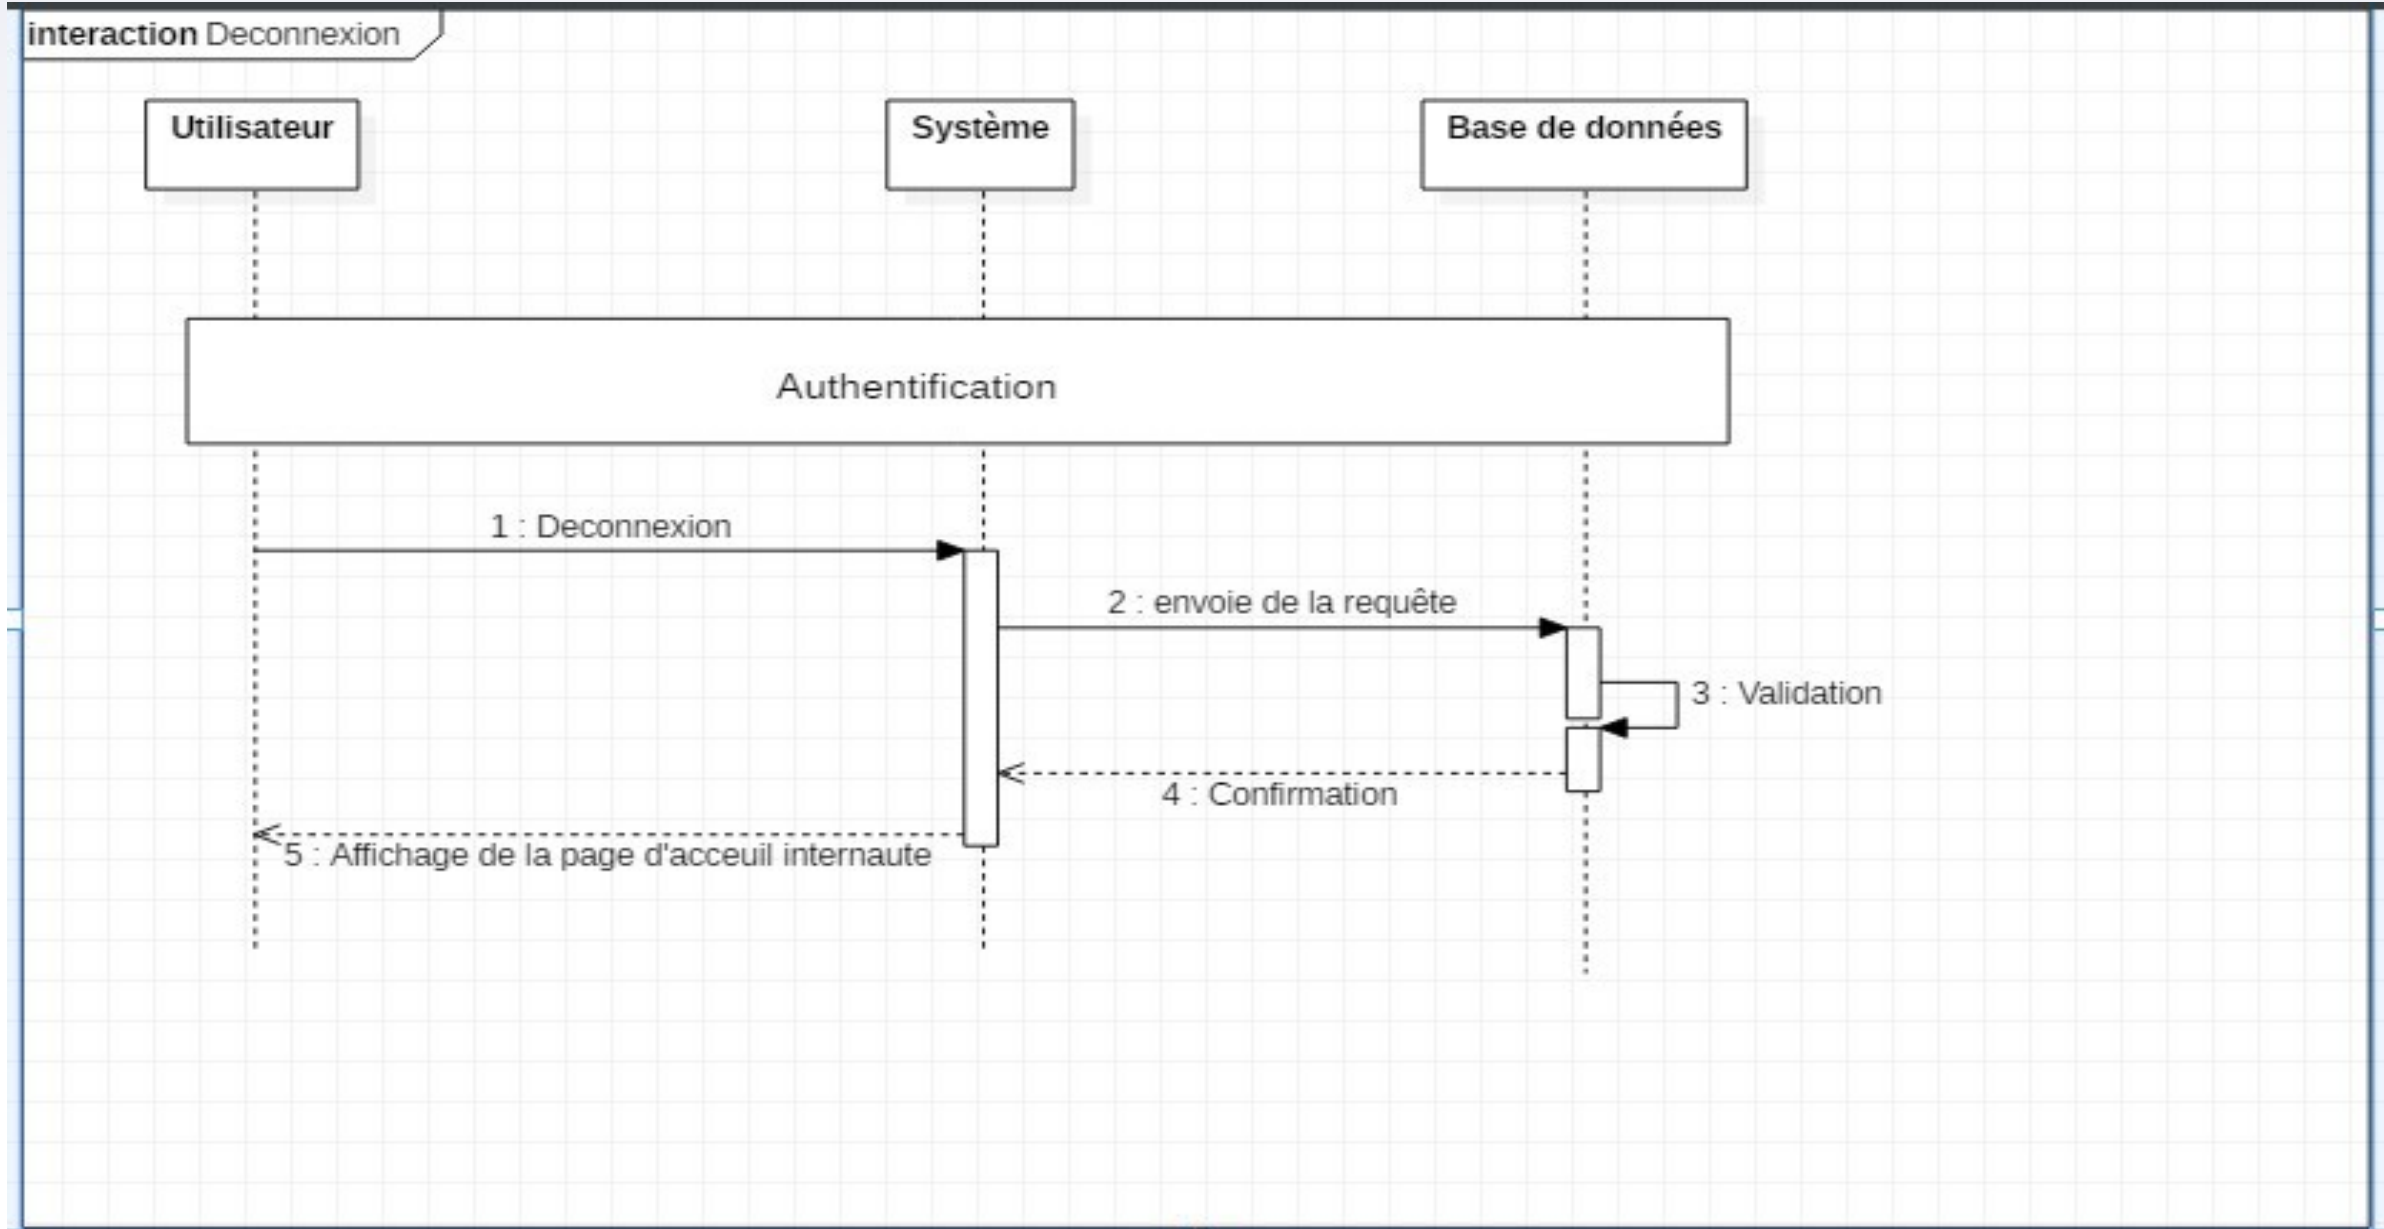 interaction Deconnexion
Utilisateur
Système
Base de données
Authentification
1 : Deconnexion
2 : envoie de la requête
3 : Validation
4 : Confirmation
5 : Affichage de la page d'acceuil internaute